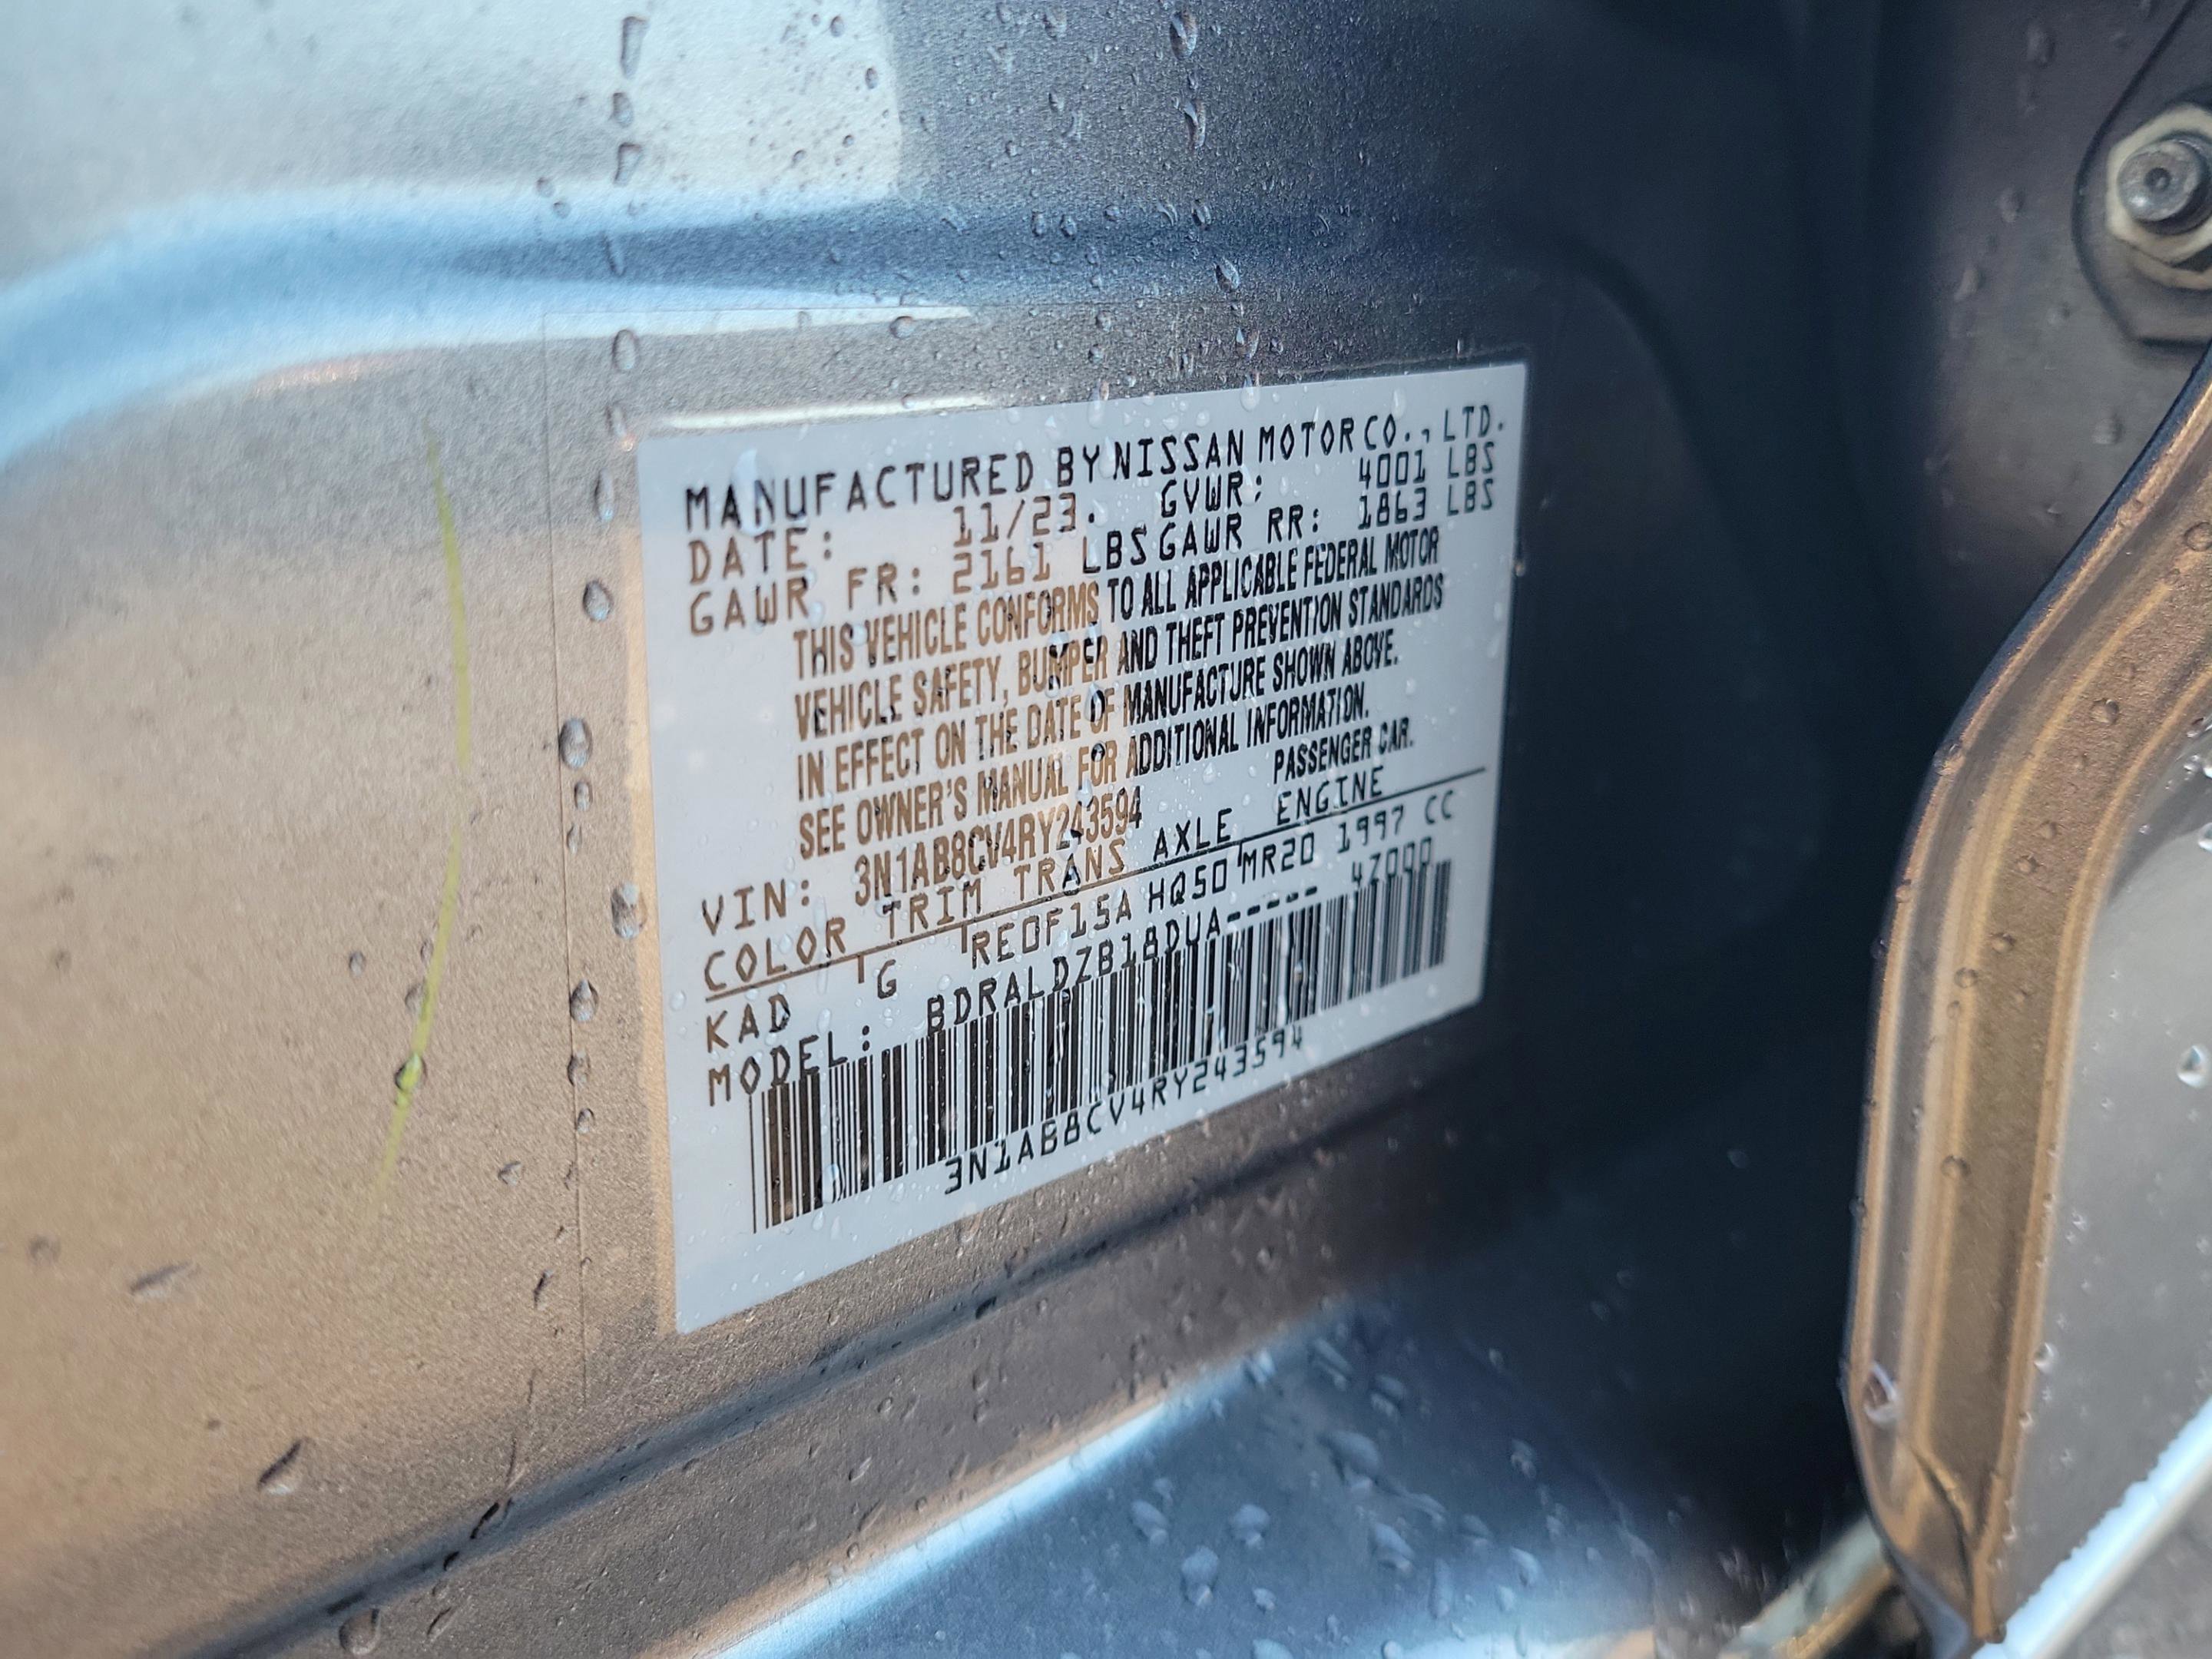 MANUFACTURED BY NISSAN MOTOR CO., LTD.
DATE: 11/23. GVWR: 4001 LBS
GAWR FR: 2161 LBS GAWR RR: 1863 LBS
THIS VEHICLE CONFORMS TO ALL APPLICABLE FEDERAL MOTOR
VEHICLE SAFETY, BUMPER AND THEFT PREVENTION STANDARDS
IN EFFECT ON THE DATE OF MANUFACTURE SHOWN ABOVE.
SEE OWNER'S MANUAL FOR ADDITIONAL INFORMATION.
VIN: 3N1AB8CV4RY243594 PASSENGER CAR.
COLOR TRIM TRANS AXLE ENGINE
KAD G RE0F15A HQ50 MR20 1997 CC
MODEL: BDRALDZB18DUA----- 4Z000
3N1AB8CV4RY243594